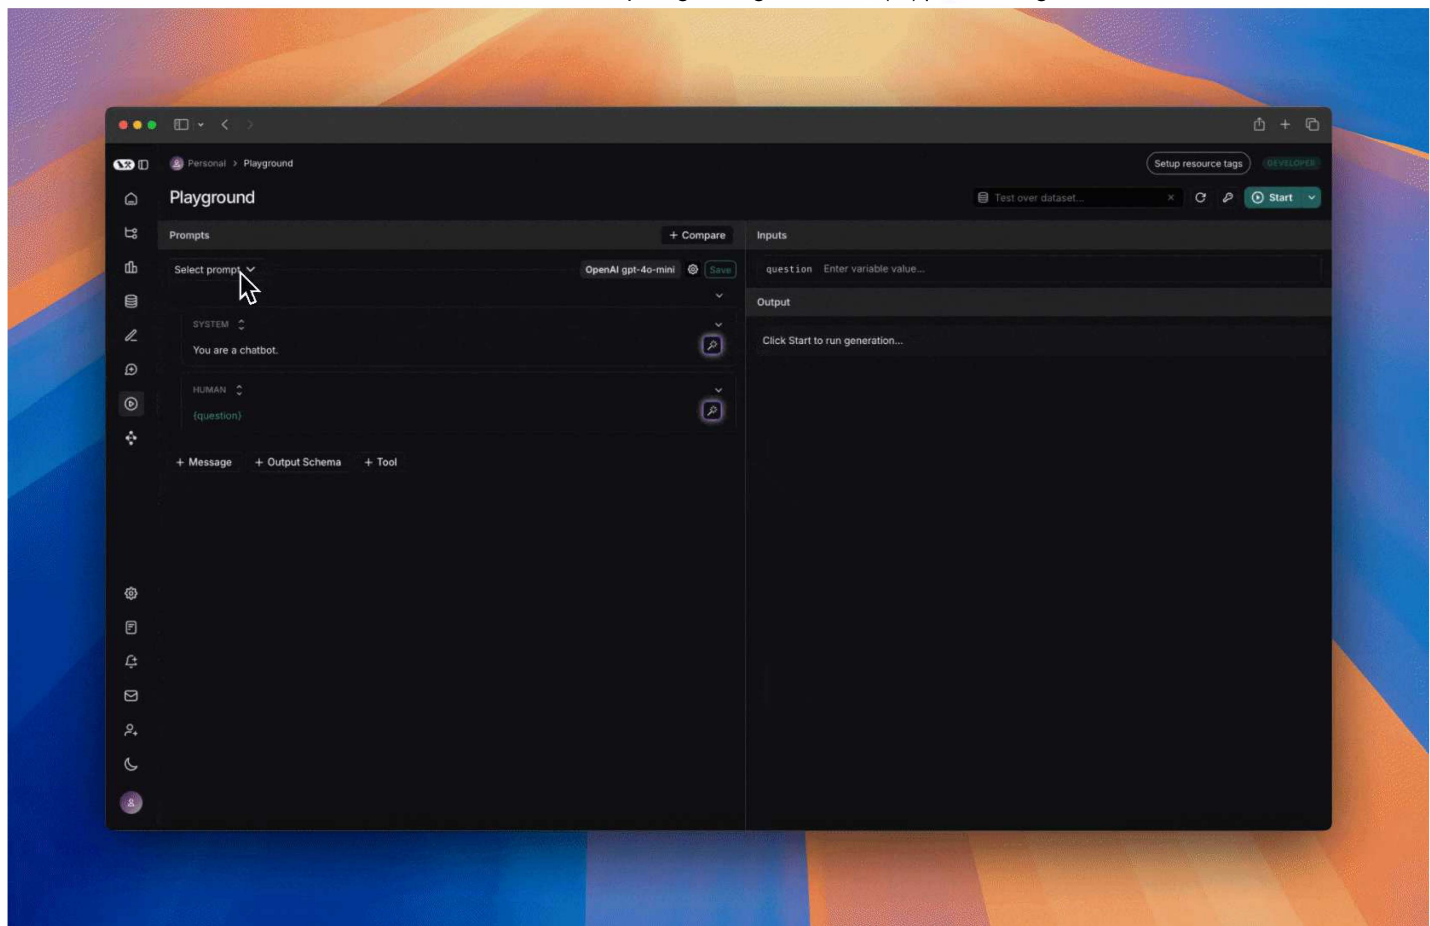 Personal > Playground
Setup resource tags
DEVELOPER
Playground
Test over dataset...
Start
Prompts
+ Compare
Inputs
Select prompt
OpenAI gpt-4o-mini
Save
question Enter variable value...
Output
SYSTEM
You are a chatbot.
Click Start to run generation...
HUMAN
{question}
+ Message + Output Schema + Tool